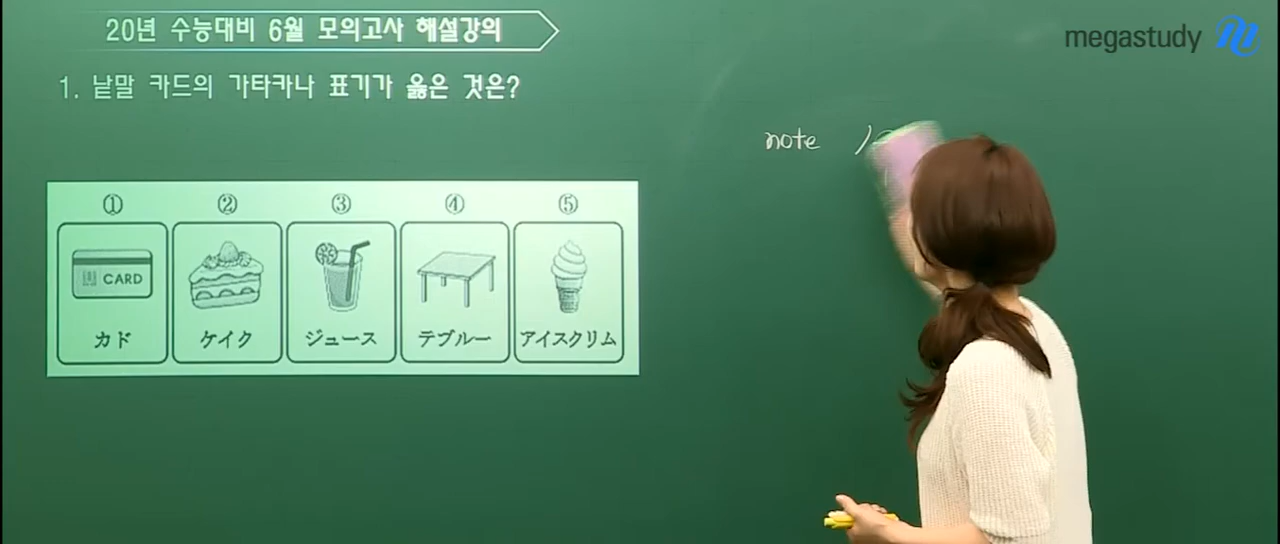 20년 수능대비 6월 모의고사 해설강의
megastudy
1. 낱말 카드의 가타카나 표기가 옳은 것은?
note
① ② ③ ④ ⑤
CARD
カド ケイク ジュース テブルー アイスクリム